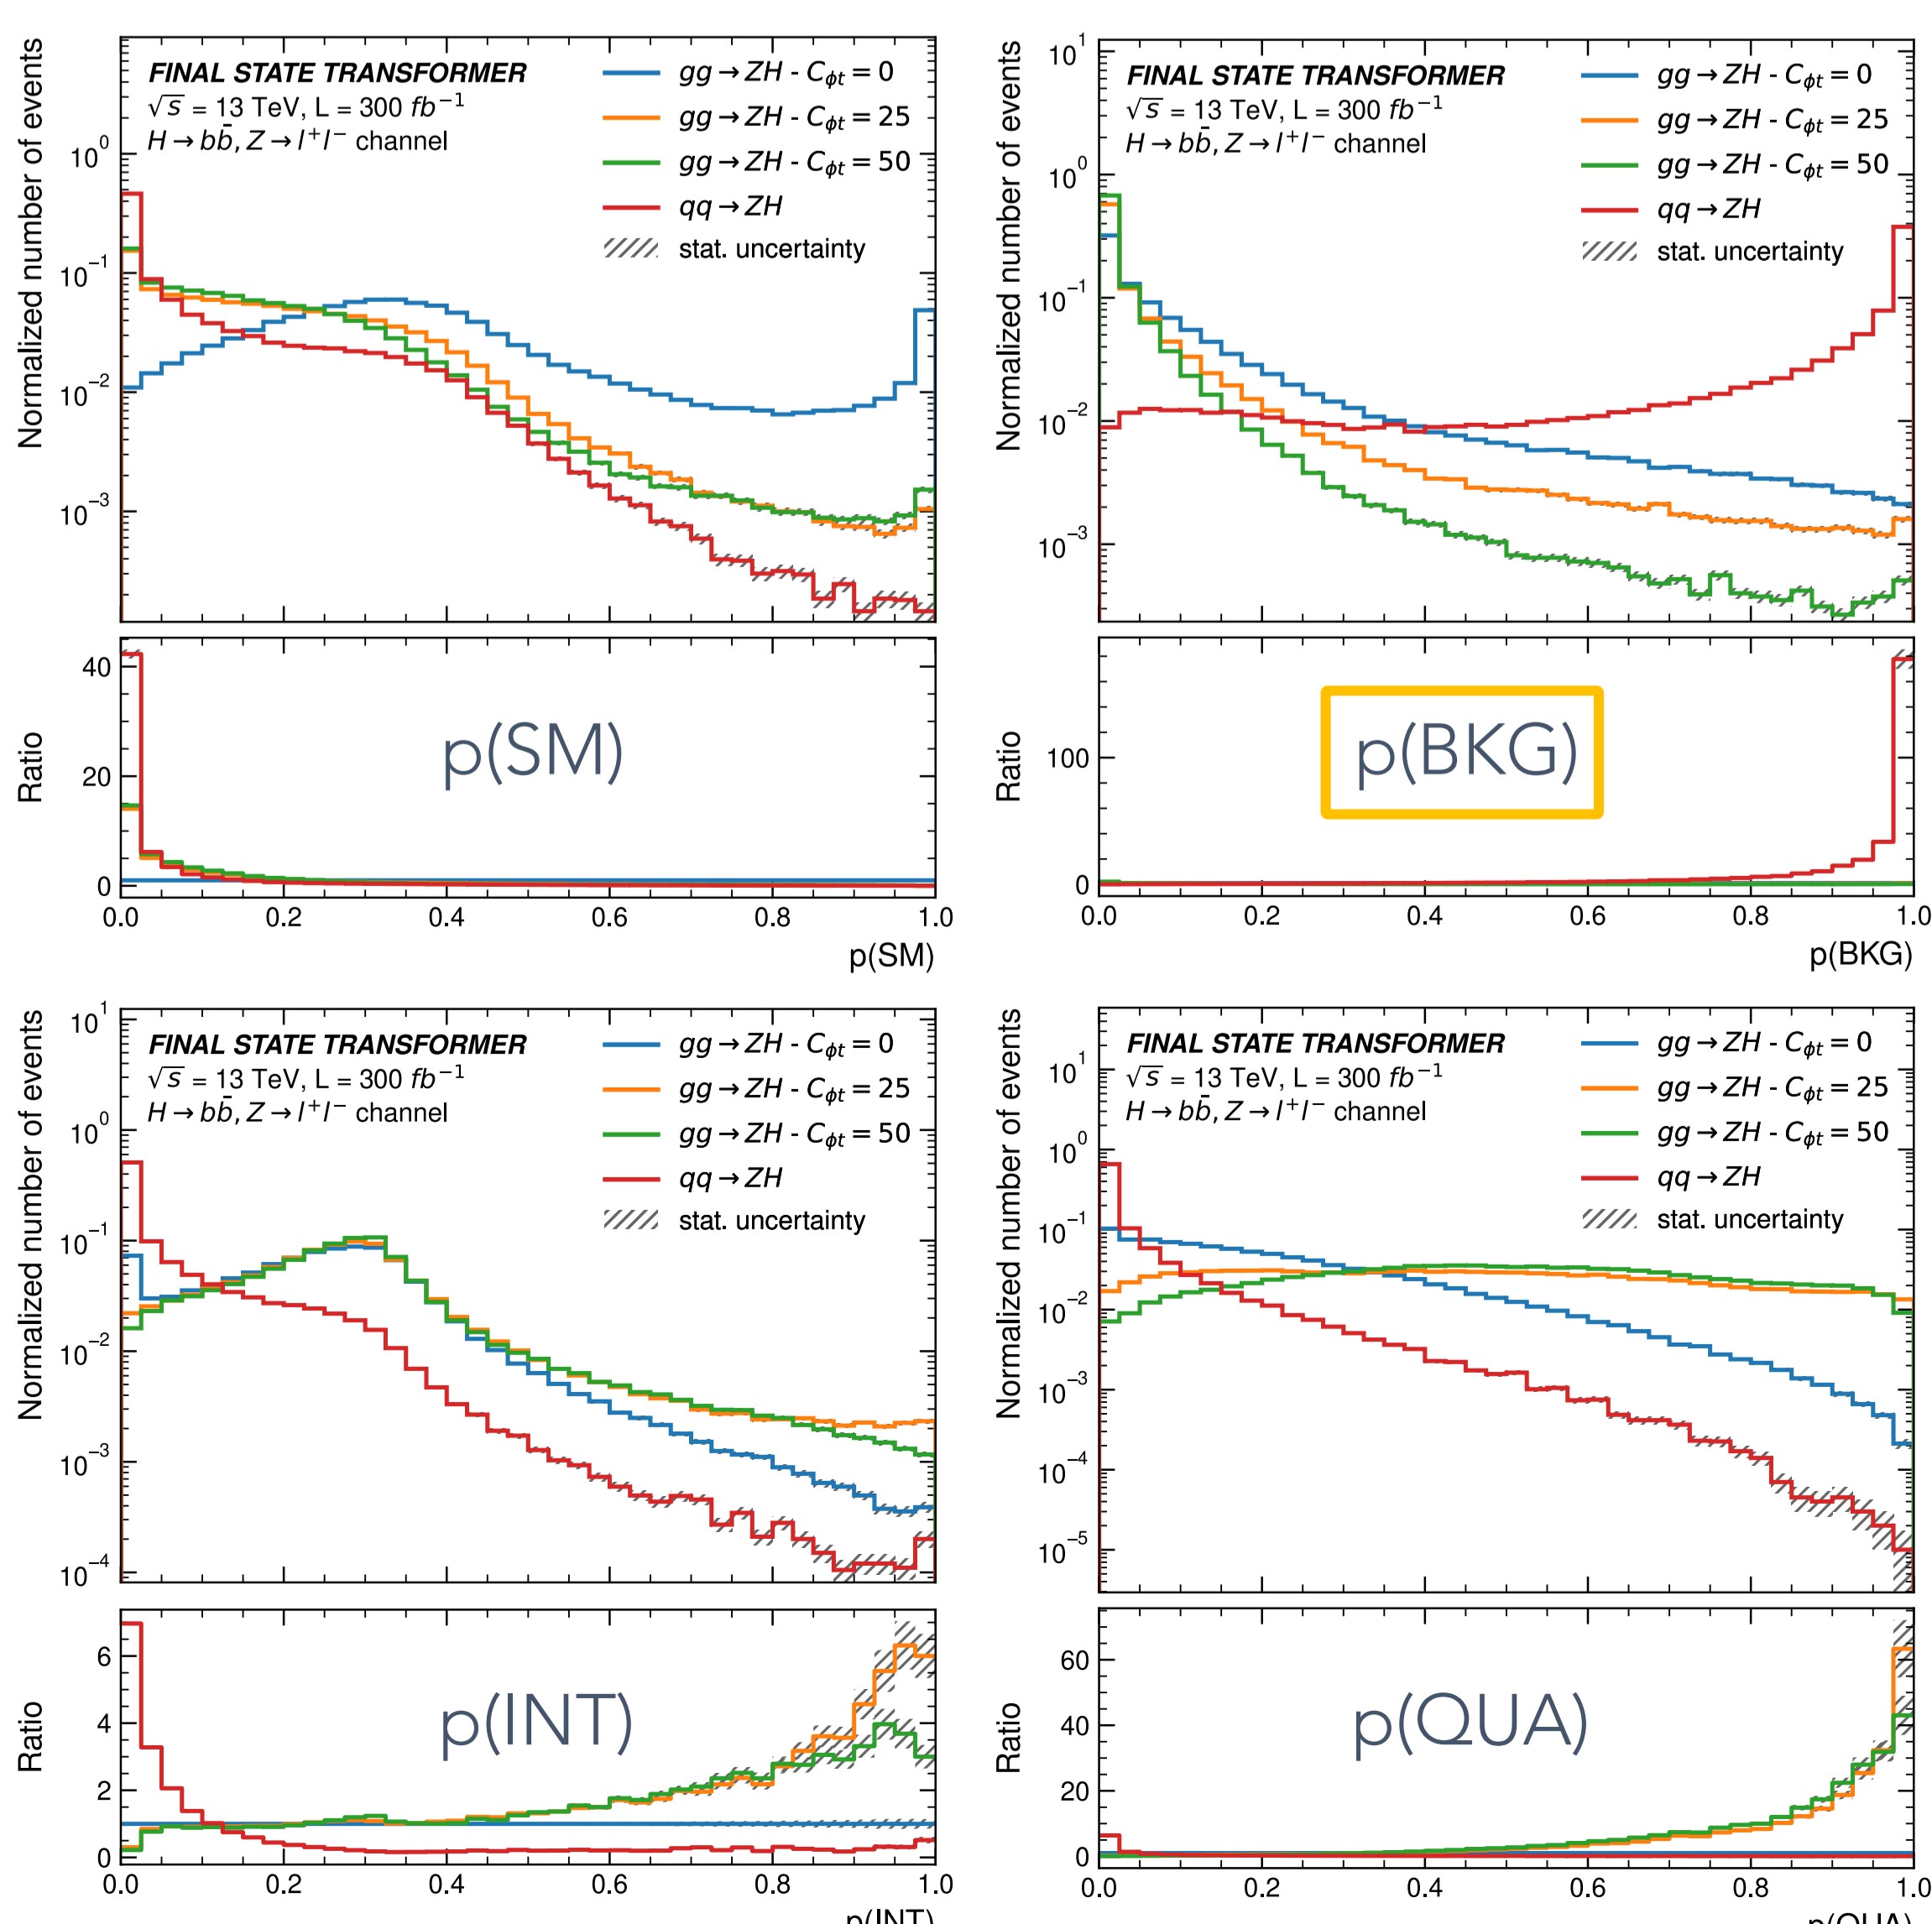 Normalized number of events
FINAL STATE TRANSFORMER
√s = 13 TeV, L = 300 fb⁻¹
H → bb̄, Z → l⁺l⁻ channel
gg → ZH - C_ϕt = 0
gg → ZH - C_ϕt = 25
gg → ZH - C_ϕt = 50
qq → ZH
stat. uncertainty
10⁰
10⁻¹
10⁻²
10⁻³
Ratio
40
20
0
p(SM)
0.0 0.2 0.4 0.6 0.8 1.0
p(SM)
Normalized number of events
FINAL STATE TRANSFORMER
√s = 13 TeV, L = 300 fb⁻¹
H → bb̄, Z → l⁺l⁻ channel
gg → ZH - C_ϕt = 0
gg → ZH - C_ϕt = 25
gg → ZH - C_ϕt = 50
qq → ZH
stat. uncertainty
10¹
10⁰
10⁻¹
10⁻²
10⁻³
Ratio
100
0
p(BKG)
0.0 0.2 0.4 0.6 0.8 1.0
p(BKG)
Normalized number of events
FINAL STATE TRANSFORMER
√s = 13 TeV, L = 300 fb⁻¹
H → bb̄, Z → l⁺l⁻ channel
gg → ZH - C_ϕt = 0
gg → ZH - C_ϕt = 25
gg → ZH - C_ϕt = 50
qq → ZH
stat. uncertainty
10¹
10⁰
10⁻¹
10⁻²
10⁻³
10⁻⁴
Ratio
6
4
2
0
p(INT)
0.0 0.2 0.4 0.6 0.8 1.0
p(INT)
Normalized number of events
FINAL STATE TRANSFORMER
√s = 13 TeV, L = 300 fb⁻¹
H → bb̄, Z → l⁺l⁻ channel
gg → ZH - C_ϕt = 0
gg → ZH - C_ϕt = 25
gg → ZH - C_ϕt = 50
qq → ZH
stat. uncertainty
10¹
10⁰
10⁻¹
10⁻²
10⁻³
10⁻⁴
10⁻⁵
Ratio
60
40
20
0
p(QUA)
0.0 0.2 0.4 0.6 0.8 1.0
p(QUA)